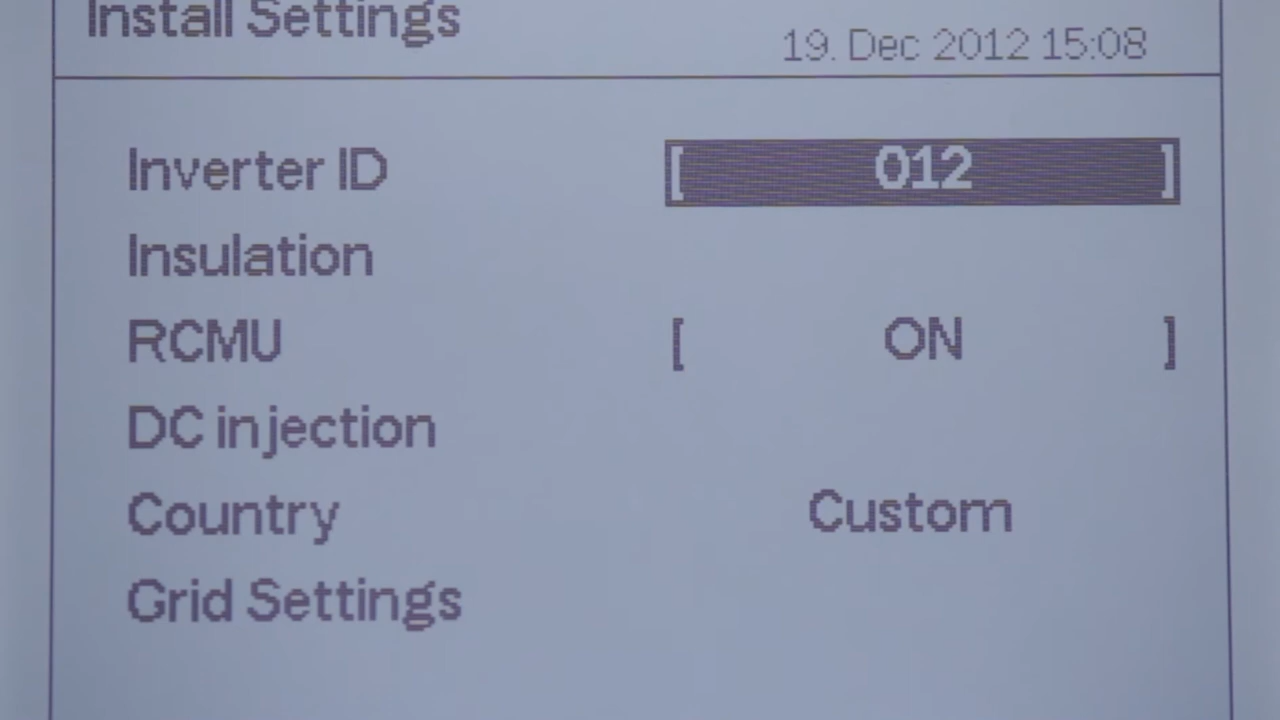 Install Settings
19. Dec 2012 15:08
Inverter ID [ 012 ]
Insulation
RCMU [ ON ]
DC injection
Country Custom
Grid Settings